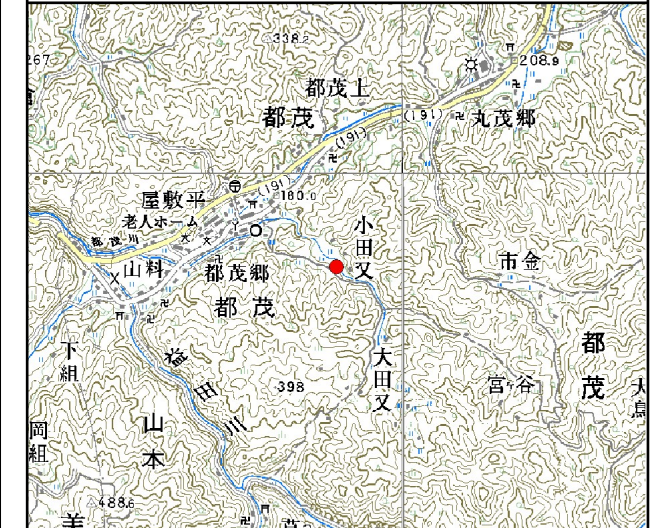 338.2
267
208.9
都茂上
都茂
(191)
丸茂郷
(191)
(191)
屋敷平
180.0
老人ホーム
小田又
都茂川
山料
都茂郷
都茂
市金
都茂
下組
益田川
398
大田又
宮ケ谷
山本
岡組
488.6